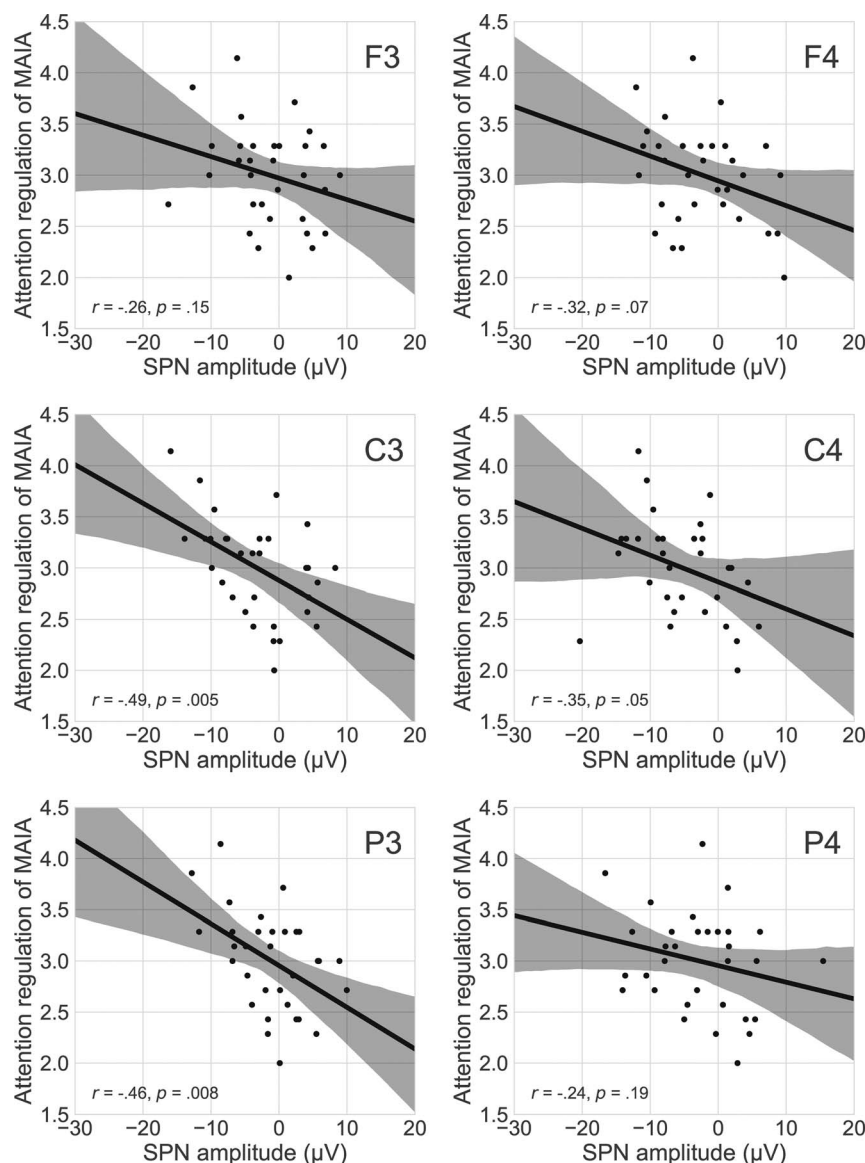 4.5
4.0
3.5
3.0
2.5
2.0
1.5
Attention regulation of MAIA
F3
r = -.26, p = .15
−30 −20 −10 0 10 20
SPN amplitude (µV)
F4
r = -.32, p = .07
−30 −20 −10 0 10 20
SPN amplitude (µV)
4.5
4.0
3.5
3.0
2.5
2.0
1.5
Attention regulation of MAIA
4.5
4.0
3.5
3.0
2.5
2.0
1.5
Attention regulation of MAIA
C3
r = -.49, p = .005
−30 −20 −10 0 10 20
SPN amplitude (µV)
4.5
4.0
3.5
3.0
2.5
2.0
1.5
Attention regulation of MAIA
C4
r = -.35, p = .05
−30 −20 −10 0 10 20
SPN amplitude (µV)
4.5
4.0
3.5
3.0
2.5
2.0
1.5
Attention regulation of MAIA
P3
r = -.46, p = .008
−30 −20 −10 0 10 20
SPN amplitude (µV)
4.5
4.0
3.5
3.0
2.5
2.0
1.5
Attention regulation of MAIA
P4
r = -.24, p = .19
−30 −20 −10 0 10 20
SPN amplitude (µV)